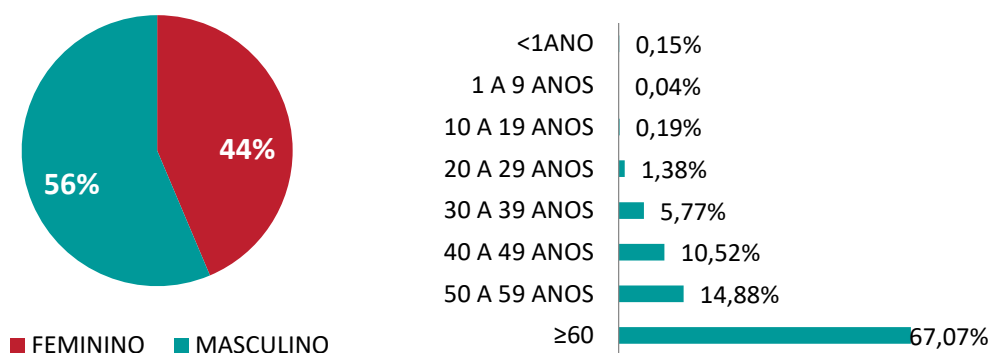 44%
56%
FEMININO MASCULINO
<1ANO 0,15%
1 A 9 ANOS 0,04%
10 A 19 ANOS 0,19%
20 A 29 ANOS 1,38%
30 A 39 ANOS 5,77%
40 A 49 ANOS 10,52%
50 A 59 ANOS 14,88%
≥60 67,07%